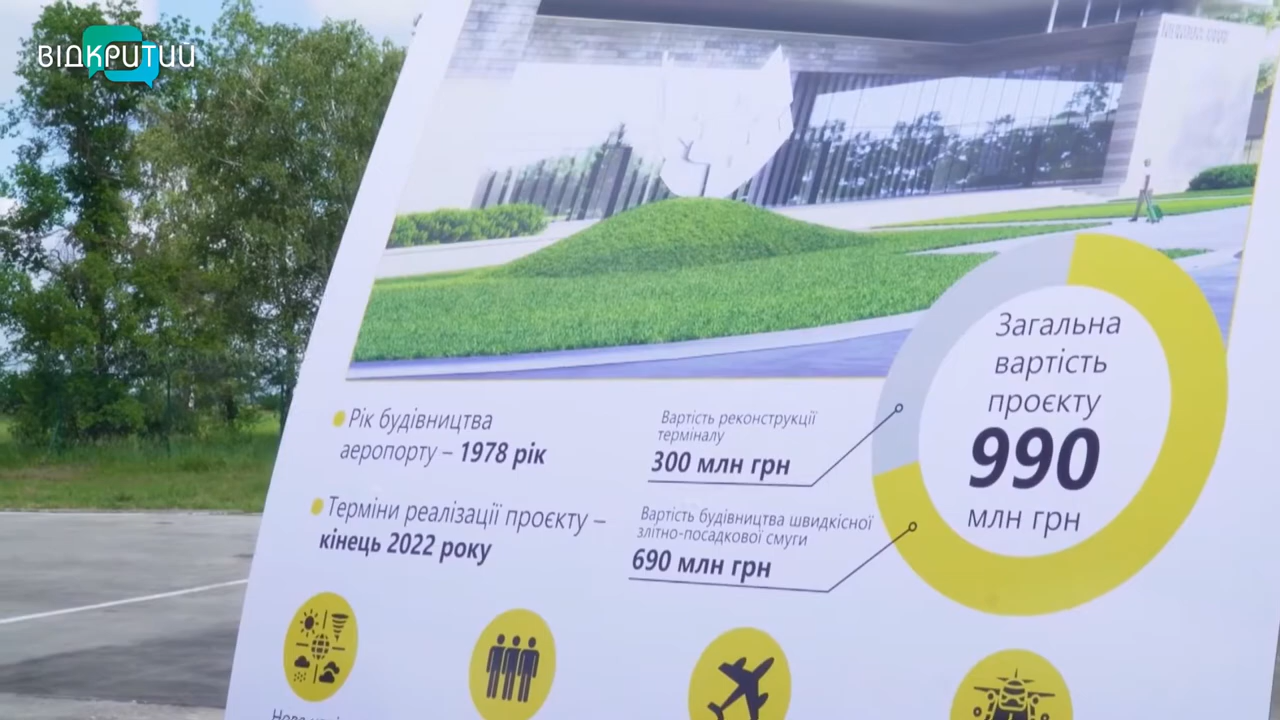 ВІДКРИТИЙ
Загальна
вартість
проєкту
990
млн грн
Рік будівництва
аеропорту – 1978 рік
Терміни реалізації проєкту –
кінець 2022 року
Вартість реконструкції
терміналу
300 млн грн
Вартість будівництва швидкісної
злітно-посадкової смуги
690 млн грн